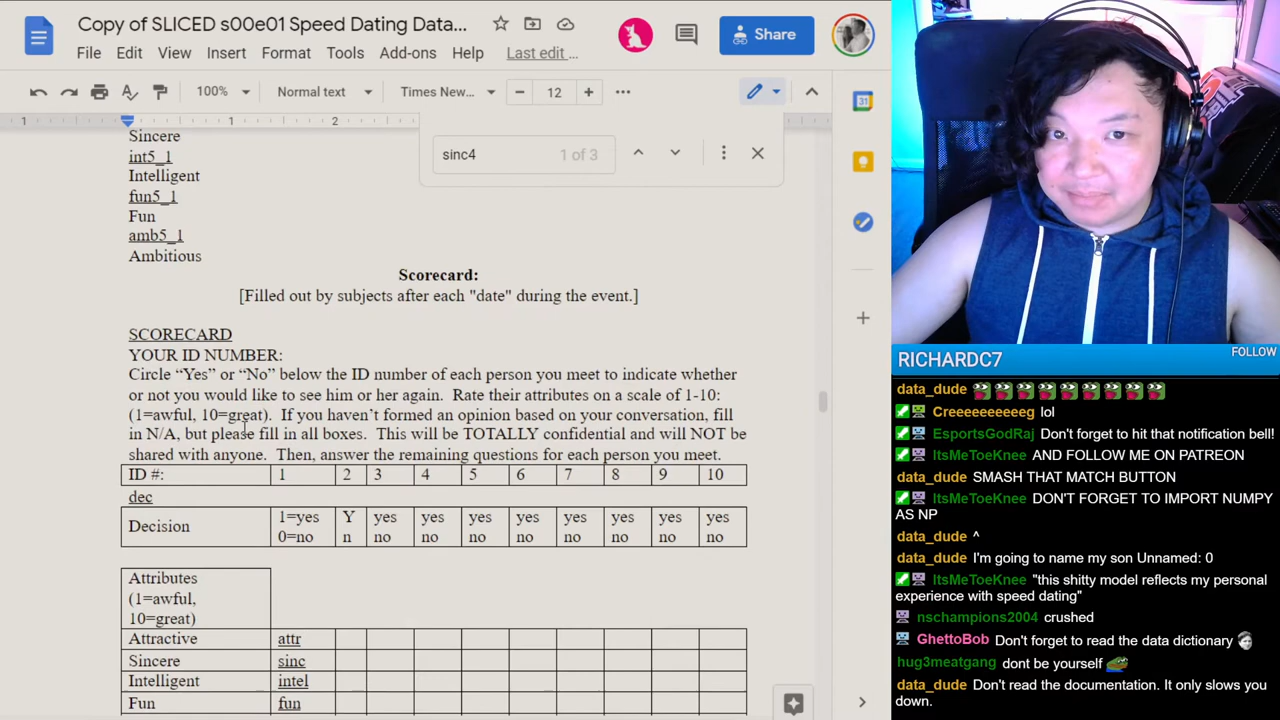 Copy of SLICED s00e01 Speed Dating Data...
File Edit View Insert Format Tools Add-ons Help Last edit ...
Share
100% Normal text Times New... 12
1 1 2
31
sinc4 1 of 3
Sincere
int5_1
Intelligent
fun5_1
Fun
amb5_1
Ambitious
Scorecard:
[Filled out by subjects after each "date" during the event.]
SCORECARD
YOUR ID NUMBER:
Circle “Yes” or “No” below the ID number of each person you meet to indicate whether
or not you would like to see him or her again. Rate their attributes on a scale of 1-10:
(1=awful, 10=great). If you haven’t formed an opinion based on your conversation, fill
in N/A, but please fill in all boxes. This will be TOTALLY confidential and will NOT be
shared with anyone. Then, answer the remaining questions for each person you meet.
ID #: 1 2 3 4 5 6 7 8 9 10
dec
Decision 1=yes Y yes yes yes yes yes yes yes yes
0=no n no no no no no no no no
Attributes
(1=awful,
10=great)
Attractive attr
Sincere sinc
Intelligent intel
Fun fun
RICHARDC7
FOLLOW
data_dude
Creeeeeeeeeg lol
EsportsGodRaj Don't forget to hit that notification bell!
ItsMeToeKnee AND FOLLOW ME ON PATREON
data_dude SMASH THAT MATCH BUTTON
ItsMeToeKnee DON'T FORGET TO IMPORT NUMPY
AS NP
data_dude ^
data_dude I'm going to name my son Unnamed: 0
ItsMeToeKnee "this shitty model reflects my personal
experience with speed dating"
nschampions2004 crushed
GhettoBob Don't forget to read the data dictionary
hug3meatgang dont be yourself
data_dude Don't read the documentation. It only slows you
down.